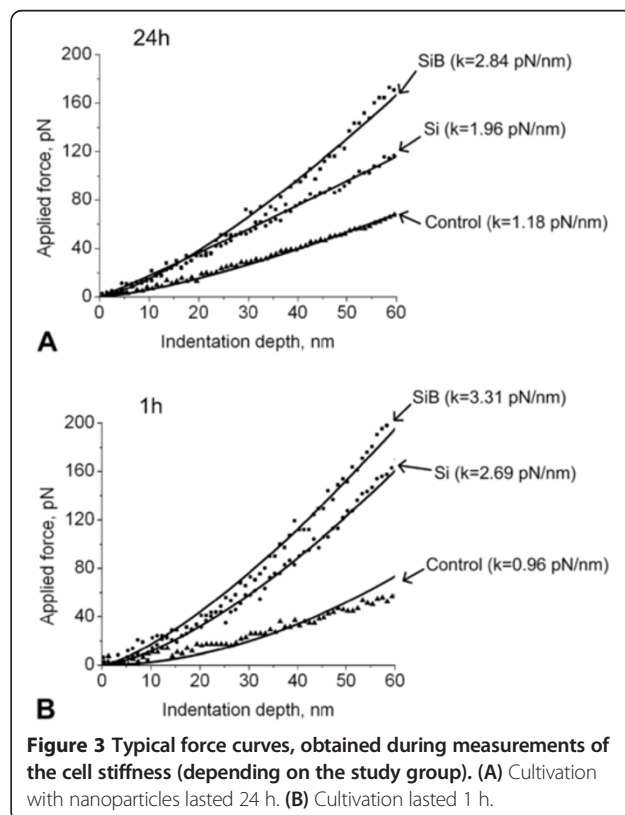 24h
200
160
120
80
40
0
Applied force, pN
SiB (k=2.84 pN/nm)
Si (k=1.96 pN/nm)
Control (k=1.18 pN/nm)
0 10 20 30 40 50 60
Indentation depth, nm
A
1h
200
160
120
80
40
0
Applied force, pN
SiB (k=3.31 pN/nm)
Si (k=2.69 pN/nm)
Control (k=0.96 pN/nm)
0 10 20 30 40 50 60
Indentation depth, nm
B
Figure 3 Typical force curves, obtained during measurements of
the cell stiffness (depending on the study group). (A) Cultivation
with nanoparticles lasted 24 h. (B) Cultivation lasted 1 h.